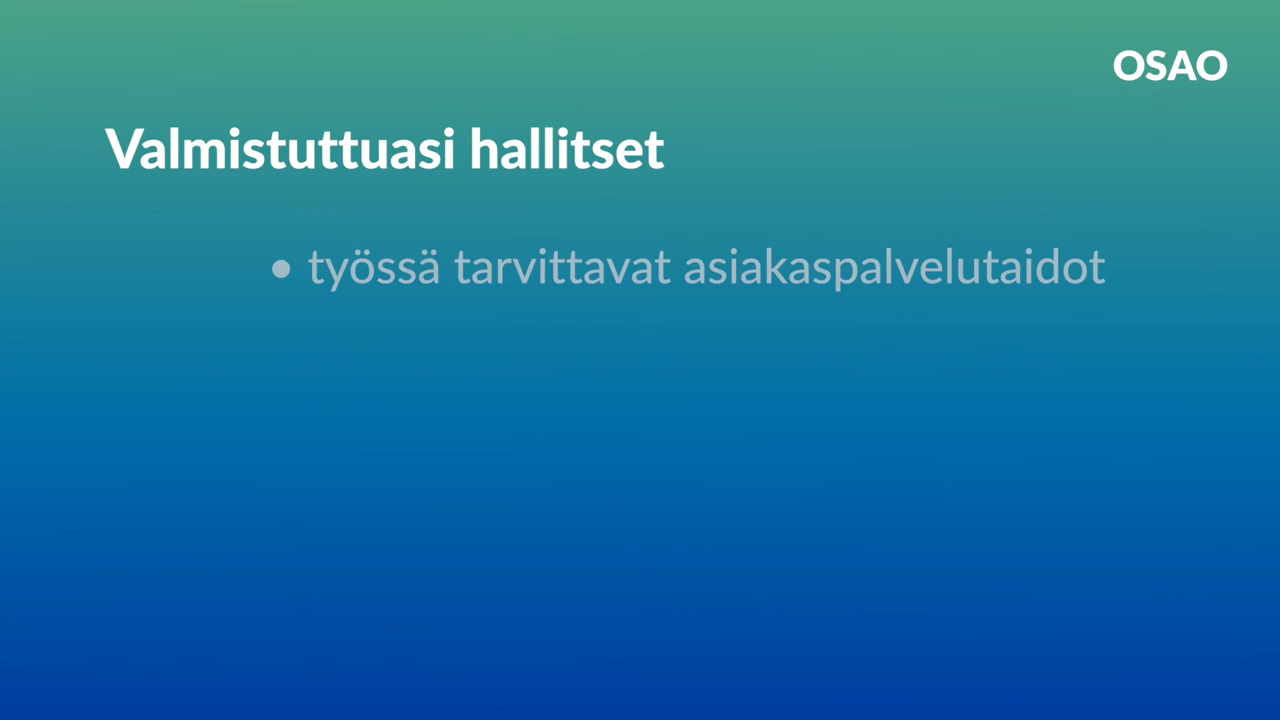 OSAO
Valmistuttuasi hallitset
• työssä tarvittavat asiakaspalvelutaidot